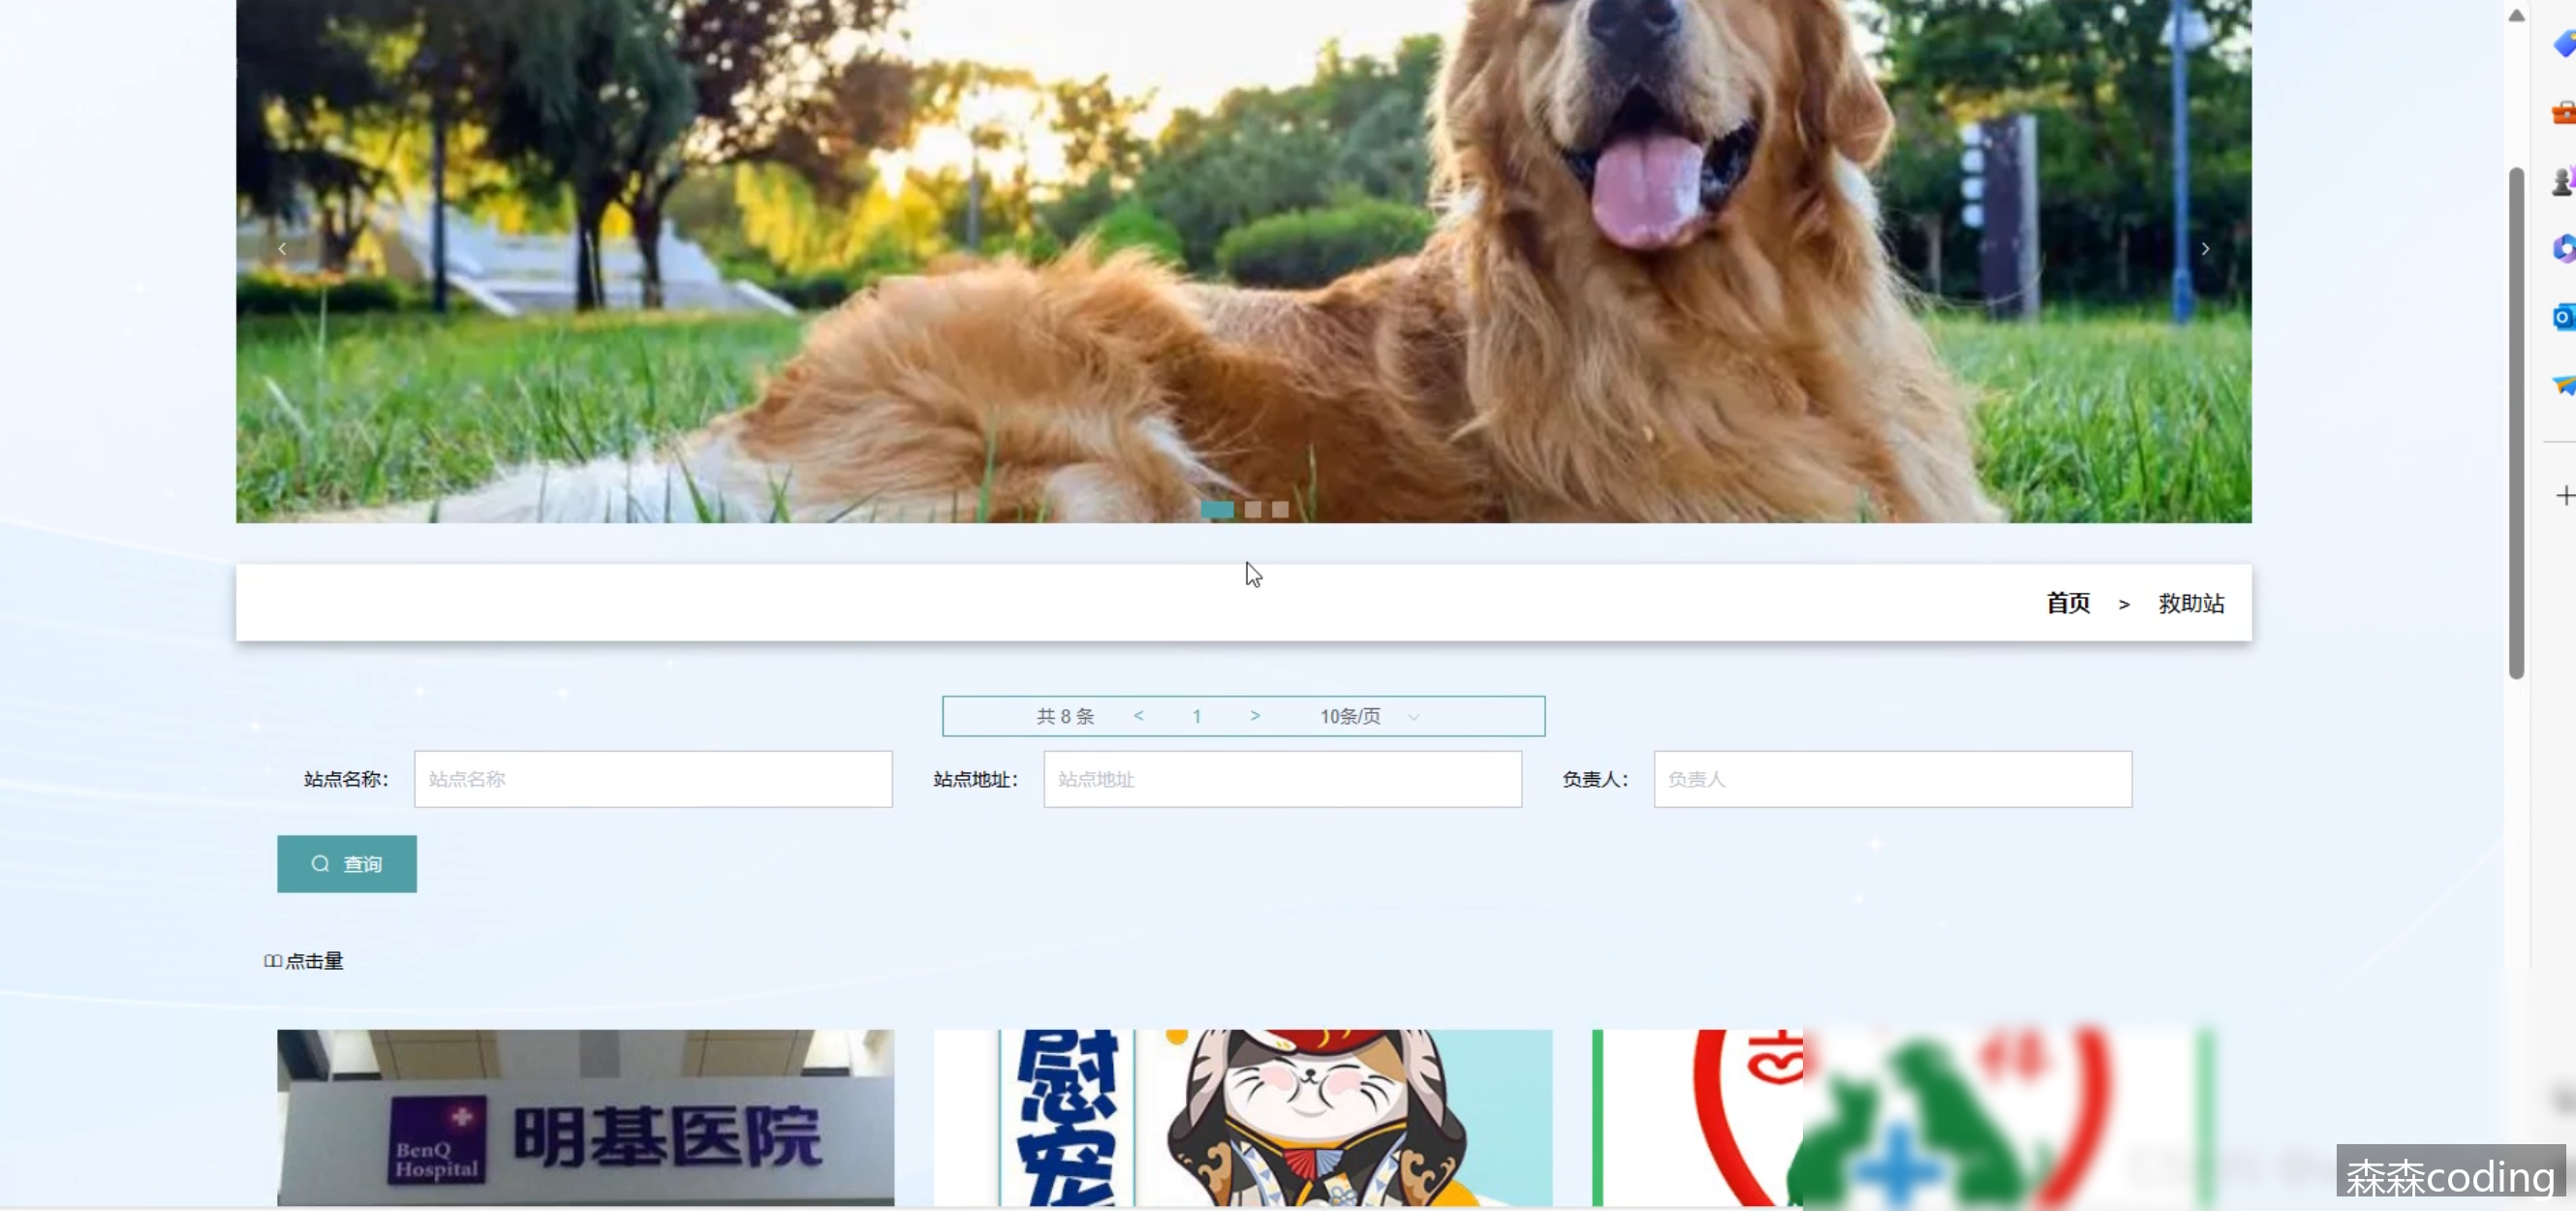 首页 > 救助站
共 8 条 < 1 > 10条/页
站点名称： 站点名称 站点地址： 站点地址 负责人： 负责人
查询
点击量
BenQ
Hospital
明基医院
慰宠
森森coding